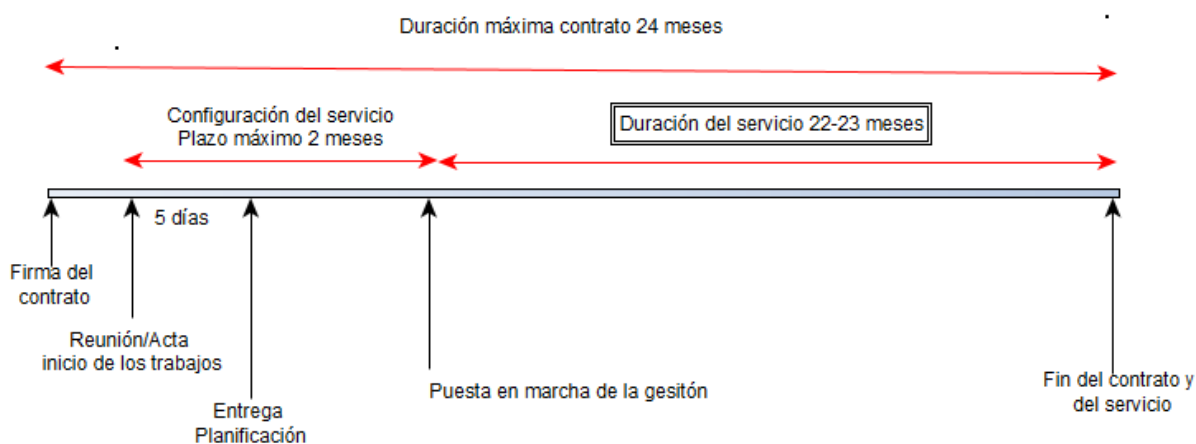 Duración máxima contrato 24 meses
Configuración del servicio
Plazo máximo 2 meses
Duración del servicio 22-23 meses
5 días
Firma del
contrato
Reunión/Acta
inicio de los trabajos
Entrega
Planificación
Puesta en marcha de la gesitón
Fin del contrato y
del servicio